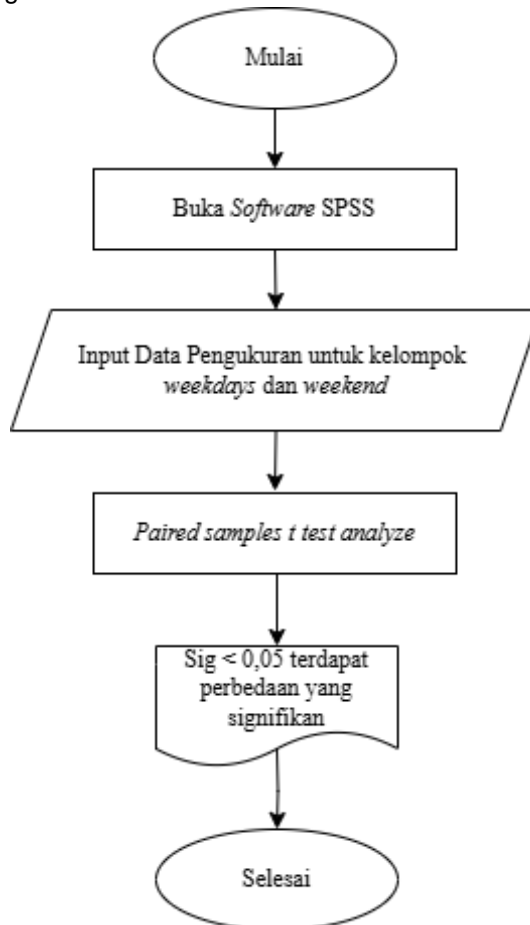 g
Mulai
Buka Software SPSS
Input Data Pengukuran untuk kelompok
weekdays dan weekend
Paired samples t test analyze
Sig < 0,05 terdapat
perbedaan yang
signifikan
Selesai